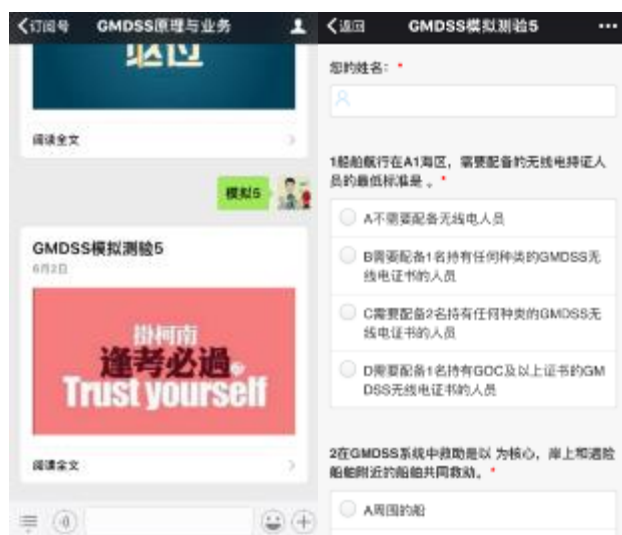 订阅号
GMDSS原理与业务
阅读全文
模拟5
GMDSS模拟测验5
6月2日
掛柯南
逢考必過。
Trust yourself
阅读全文
返回
GMDSS模拟测验5
您的姓名：*
1船舶航行在A1海区，需要配备的无线电持证人
员的最低标准是 。*
A不需要配备无线电人员
B需要配备1名持有任何种类的GMDSS无
线电证书的人员
C需要配备2名持有任何种类的GMDSS无
线电证书的人员
D需要配备1名持有GOC及以上证书的GM
DSS无线电证书的人员
2在GMDSS系统中救助是以 为核心，岸上和遇险
船舶附近的船舶共同救助。*
A周围的船